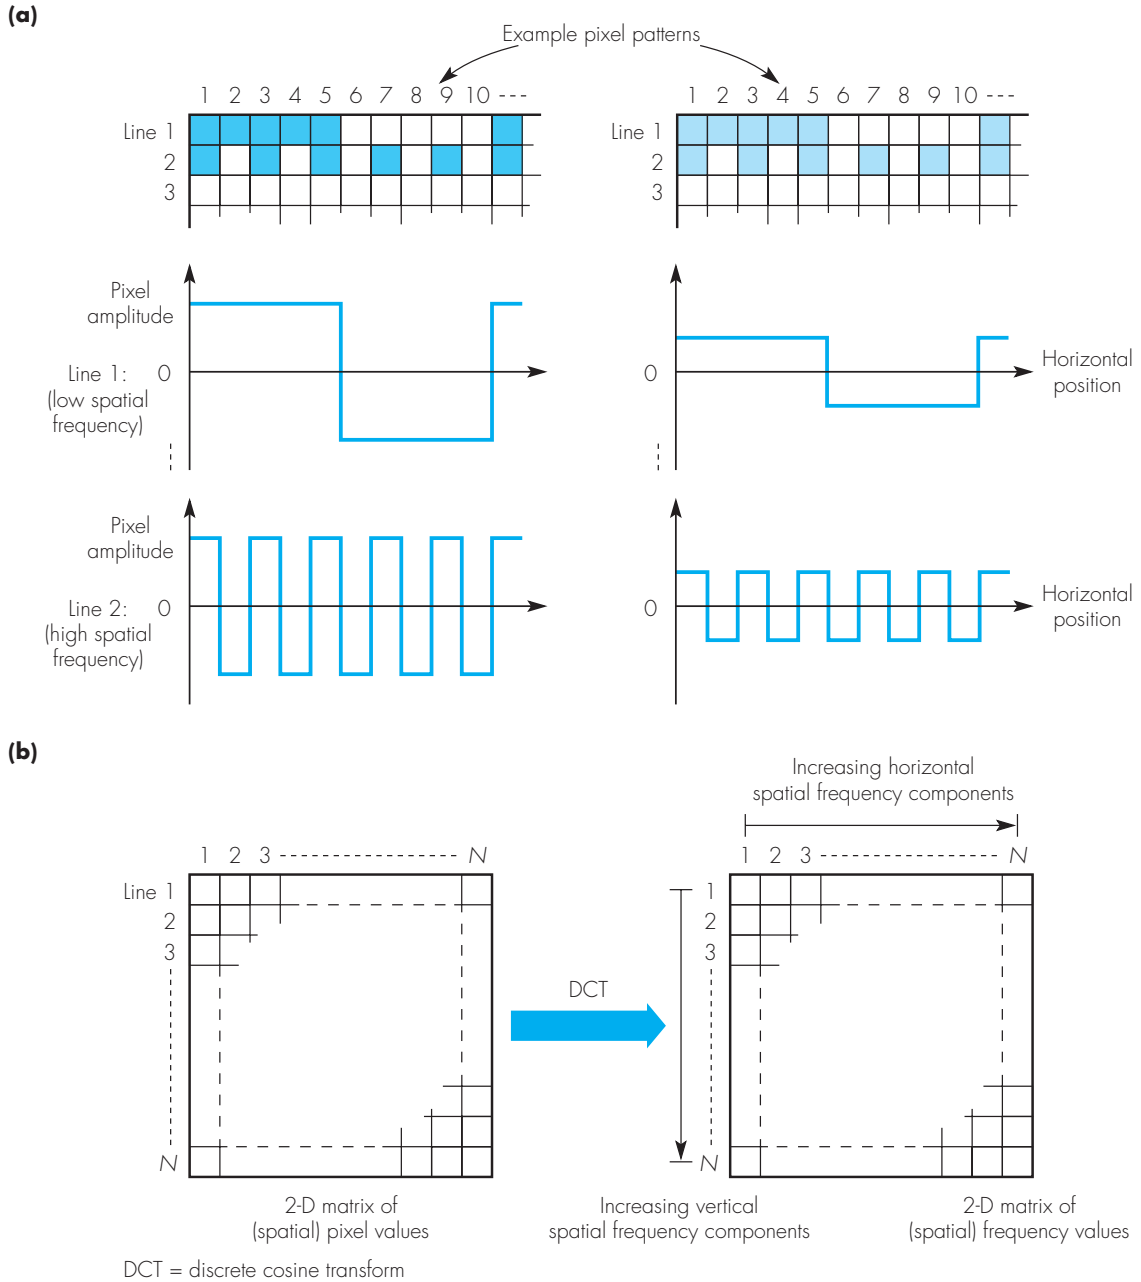 (a)
Example pixel patterns
1 2 3 4 5 6 7 8 9 10 ---
1 2 3 4 5 6 7 8 9 10 ---
Line 1
2
3
Line 1
2
3
Pixel
amplitude
Line 1: 0
(low spatial
frequency)
0
Horizontal
position
Pixel
amplitude
Line 2: 0
(high spatial
frequency)
0
Horizontal
position
(b)
Increasing horizontal
spatial frequency components
1 2 3 N
Line 1
2
3
N
DCT
1 2 3 N
1
2
3
N
2-D matrix of
(spatial) pixel values
Increasing vertical
spatial frequency components
2-D matrix of
(spatial) frequency values
DCT = discrete cosine transform